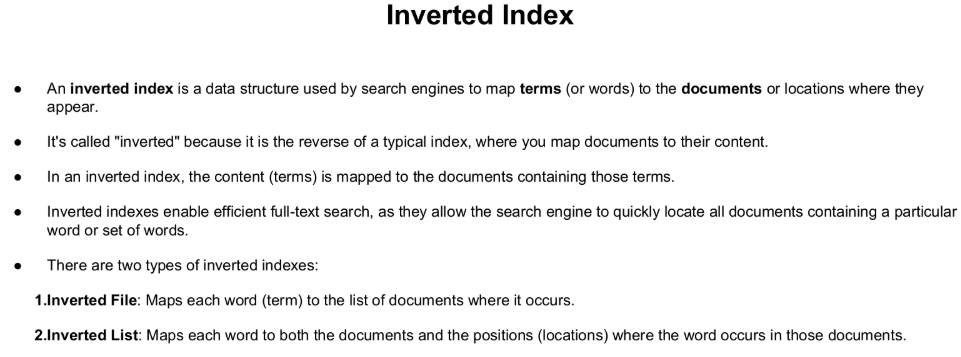 Inverted Index
● An inverted index is a data structure used by search engines to map terms (or words) to the documents or locations where they
appear.
● It's called "inverted" because it is the reverse of a typical index, where you map documents to their content.
● In an inverted index, the content (terms) is mapped to the documents containing those terms.
● Inverted indexes enable efficient full-text search, as they allow the search engine to quickly locate all documents containing a particular
word or set of words.
● There are two types of inverted indexes:
1.Inverted File: Maps each word (term) to the list of documents where it occurs.
2.Inverted List: Maps each word to both the documents and the positions (locations) where the word occurs in those documents.